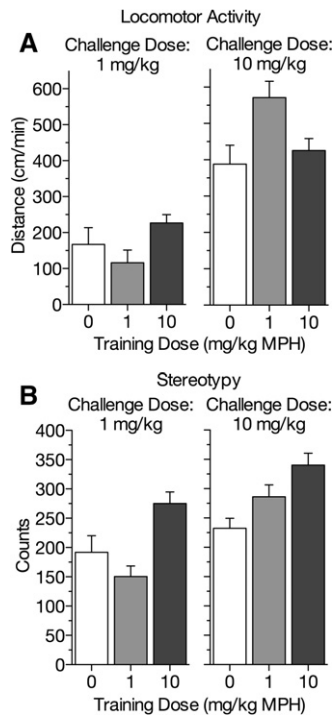 Locomotor Activity
A
Challenge Dose: 1 mg/kg
Challenge Dose: 10 mg/kg
Distance (cm/min)
600
500
400
300
200
100
0
0 1 10
0 1 10
Training Dose (mg/kg MPH)
Stereotypy
B
Challenge Dose: 1 mg/kg
Challenge Dose: 10 mg/kg
Counts
400
350
300
250
200
150
100
50
0
0 1 10
0 1 10
Training Dose (mg/kg MPH)